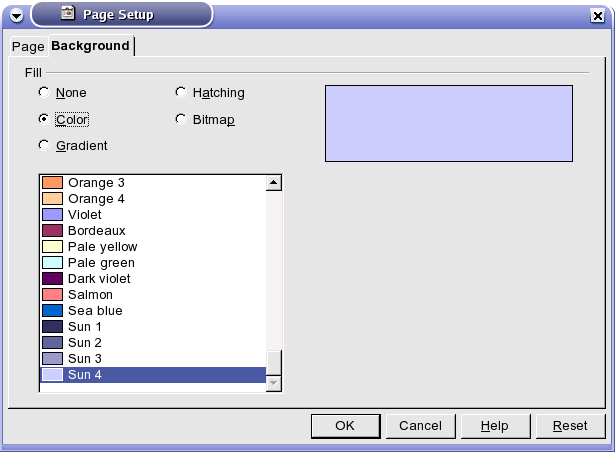 Page Setup
Page Background
Fill
None Hatching
Color Bitmap
Gradient
Orange 3
Orange 4
Violet
Bordeaux
Pale yellow
Pale green
Dark violet
Salmon
Sea blue
Sun 1
Sun 2
Sun 3
Sun 4
OK Cancel Help Reset